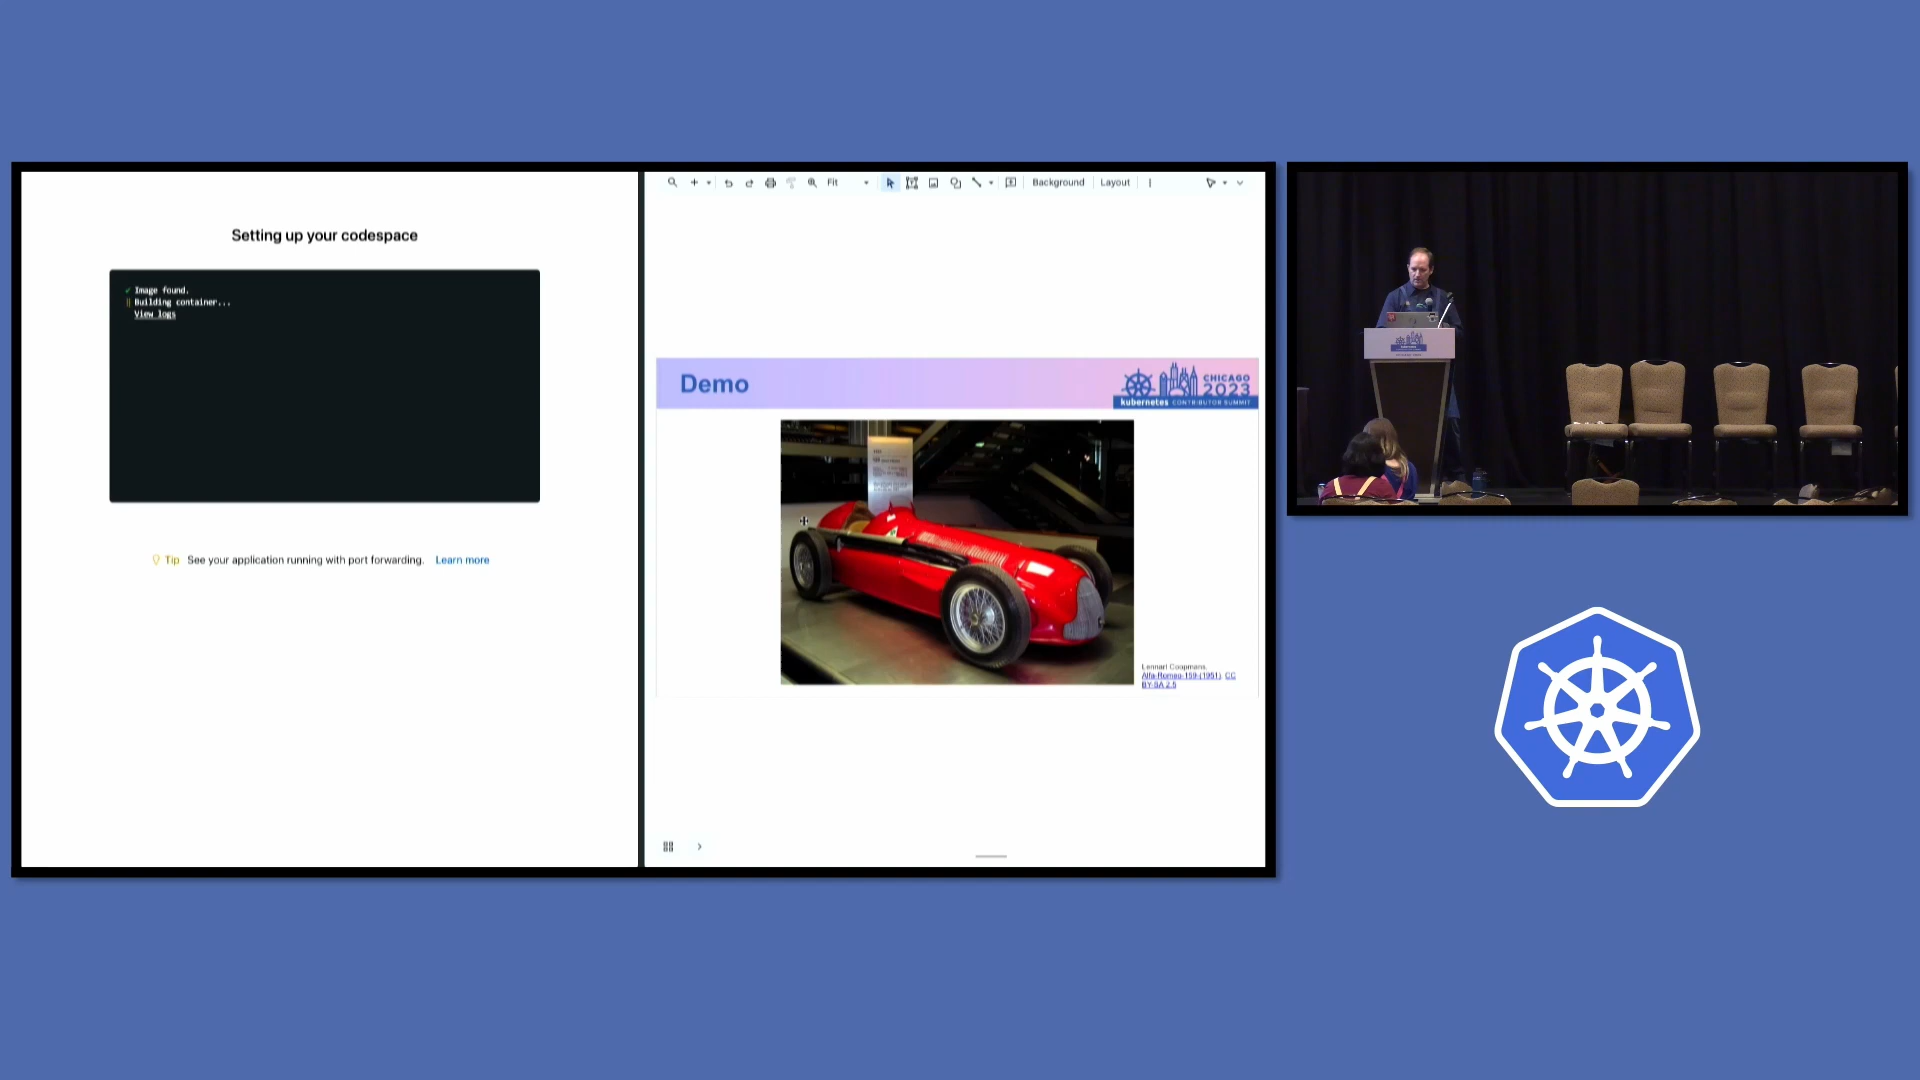 Setting up your codespace
✓ Image found.
Building container...
View logs
Tip See your application running with port forwarding. Learn more
Fit
Background
Layout
Demo
CHICAGO
2023
kubernetes CONTRIBUTOR SUMMIT
Lennart Coopmans,
Alfa-Romeo-159-(1951), CC
BY-SA 2.5